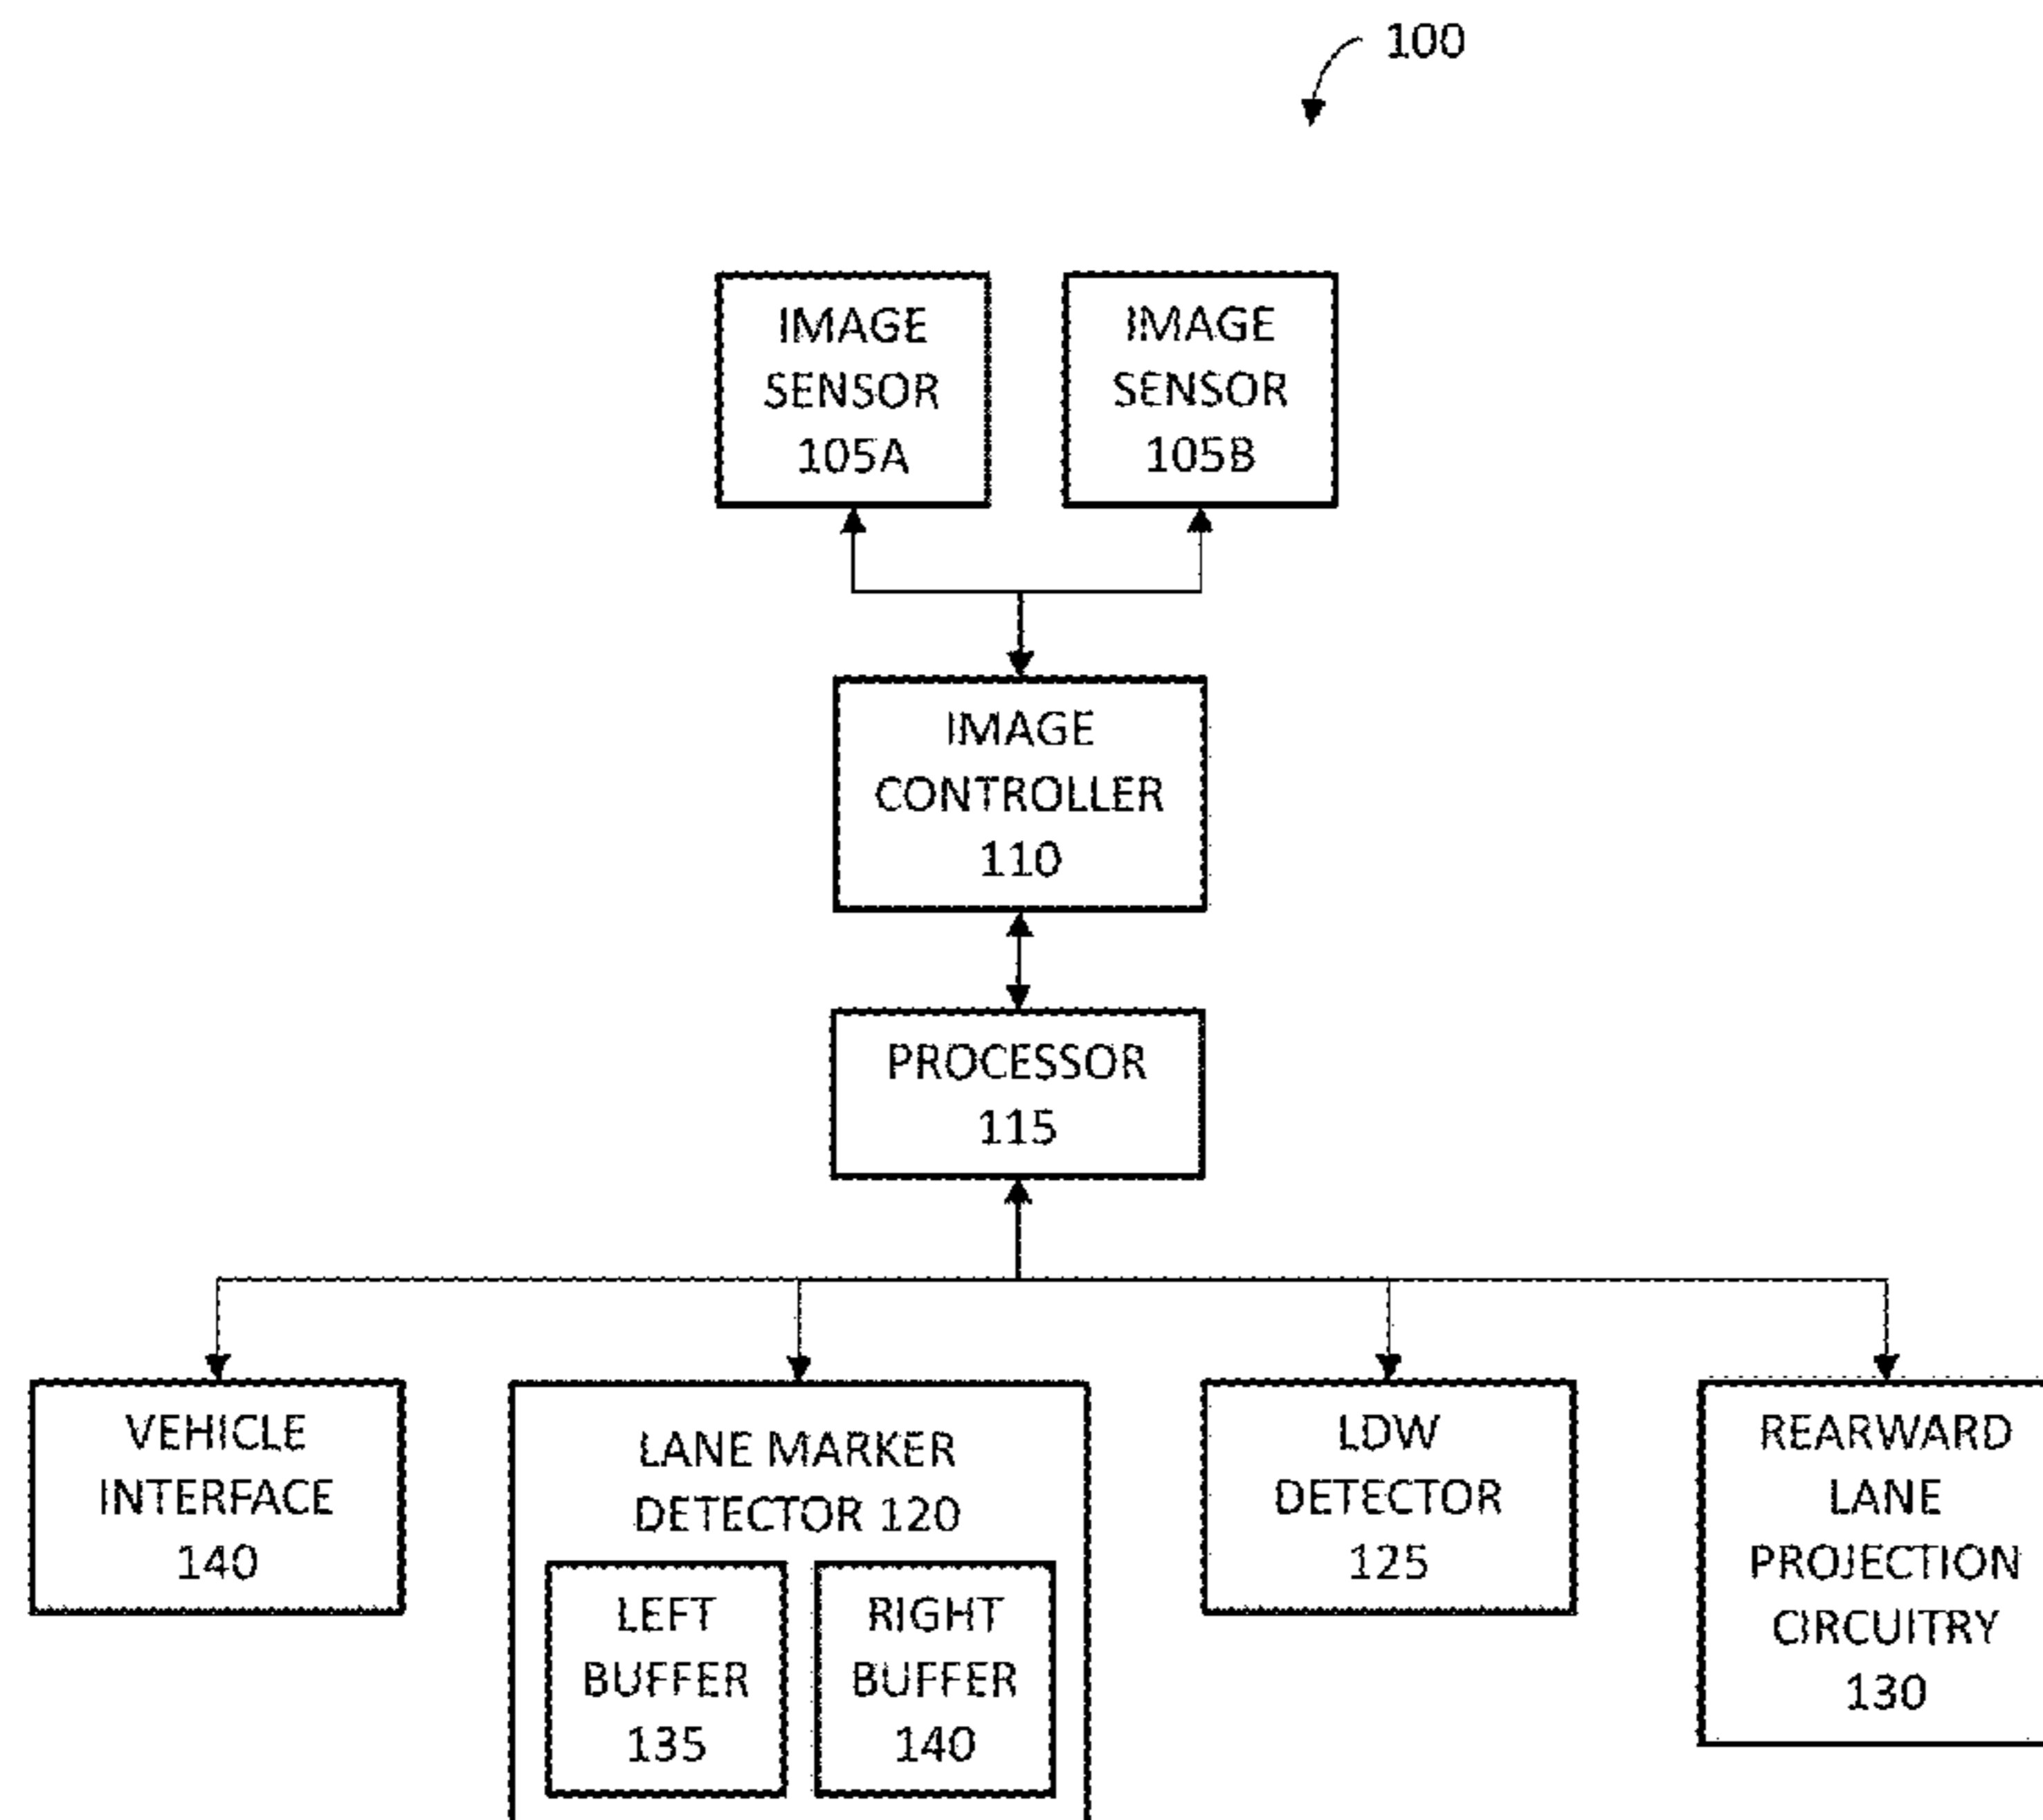 100
IMAGE
SENSOR
105A
IMAGE
SENSOR
105B
IMAGE
CONTROLLER
110
PROCESSOR
115
VEHICLE
INTERFACE
140
LANE MARKER
DETECTOR 120
LEFT
BUFFER
135
RIGHT
BUFFER
140
LDW
DETECTOR
125
REARWARD
LANE
PROJECTION
CIRCUITRY
130